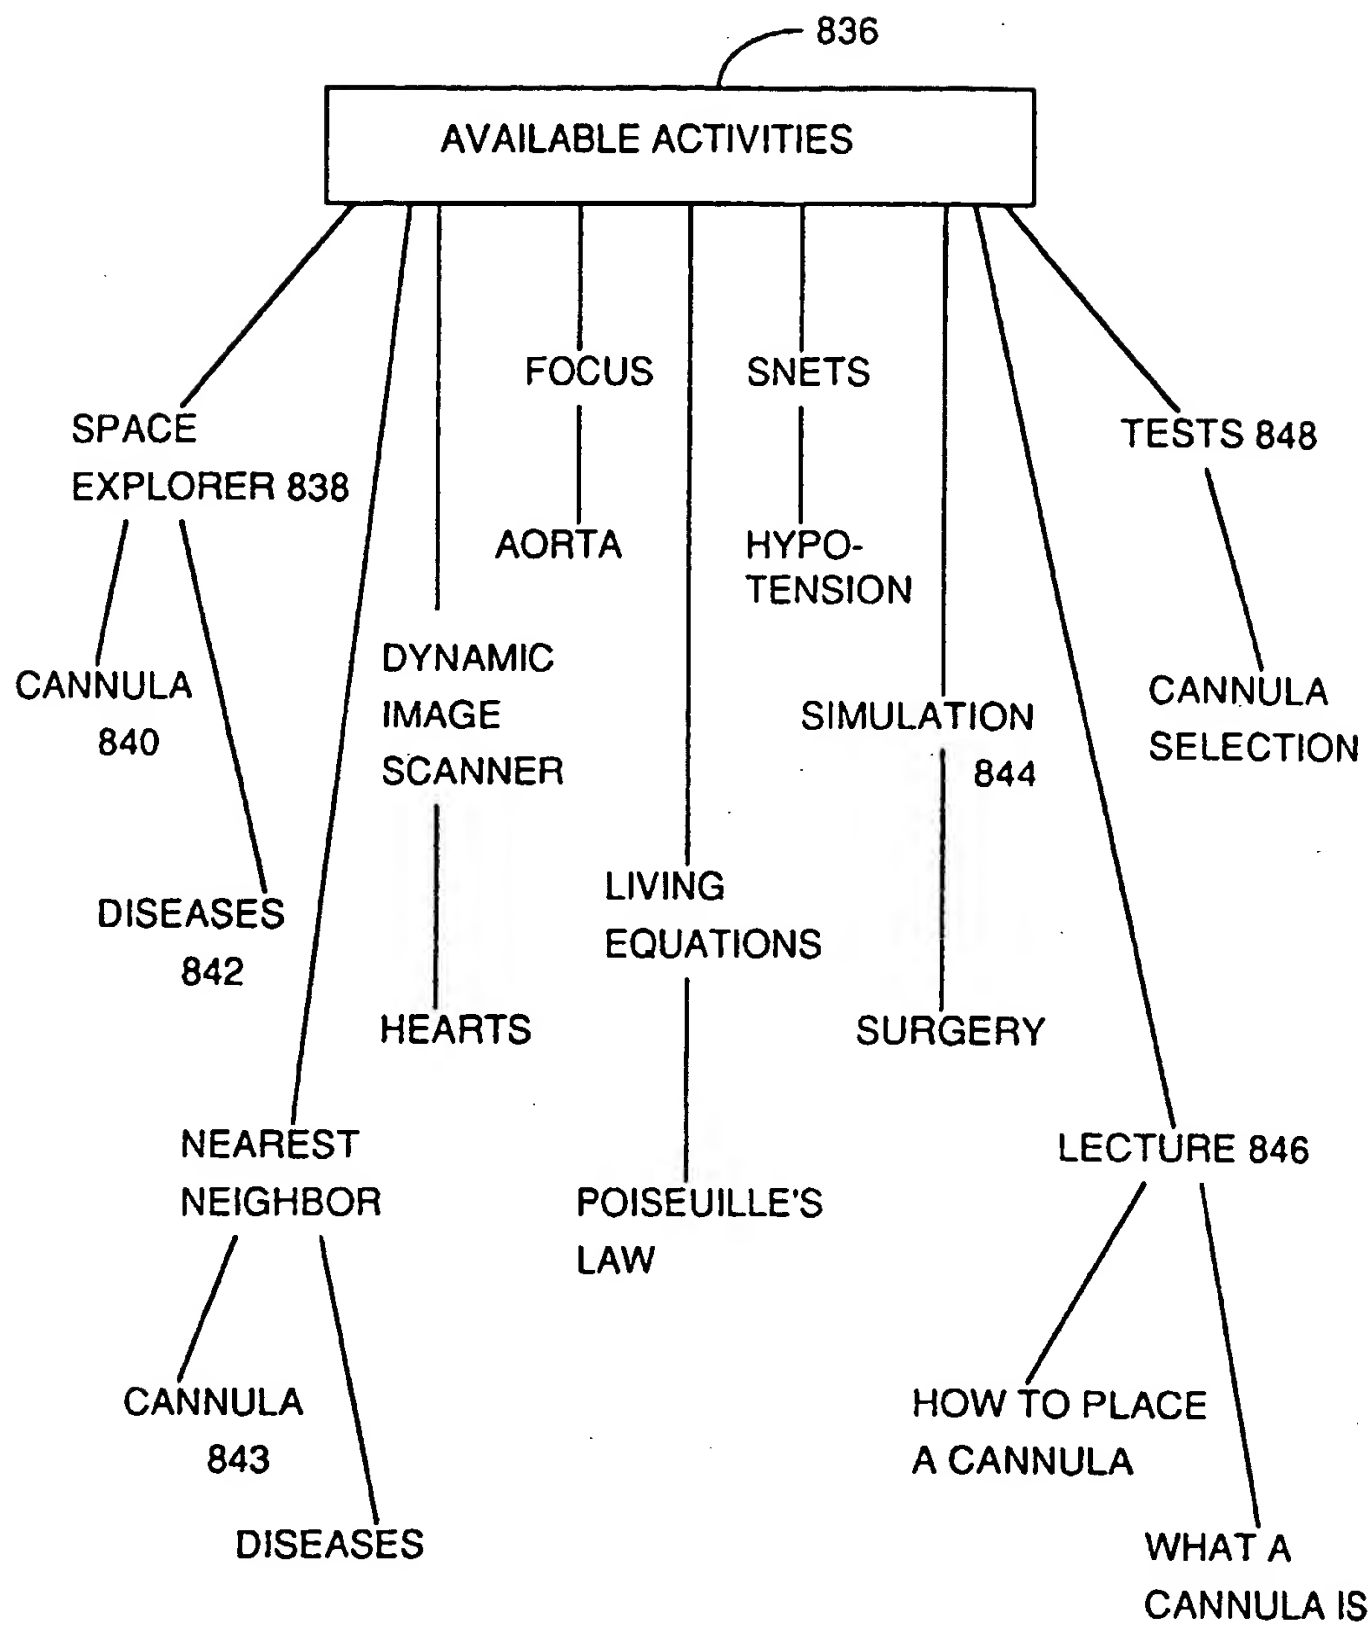 836
AVAILABLE ACTIVITIES
FOCUS
SNETS
SPACE
EXPLORER 838
TESTS 848
AORTA
HYPO-
TENSION
CANNULA
840
DYNAMIC
IMAGE
SCANNER
SIMULATION
844
CANNULA
SELECTION
DISEASES
842
LIVING
EQUATIONS
HEARTS
SURGERY
NEAREST
NEIGHBOR
POISEUILLE'S
LAW
LECTURE 846
CANNULA
843
DISEASES
HOW TO PLACE
A CANNULA
WHAT A
CANNULA IS